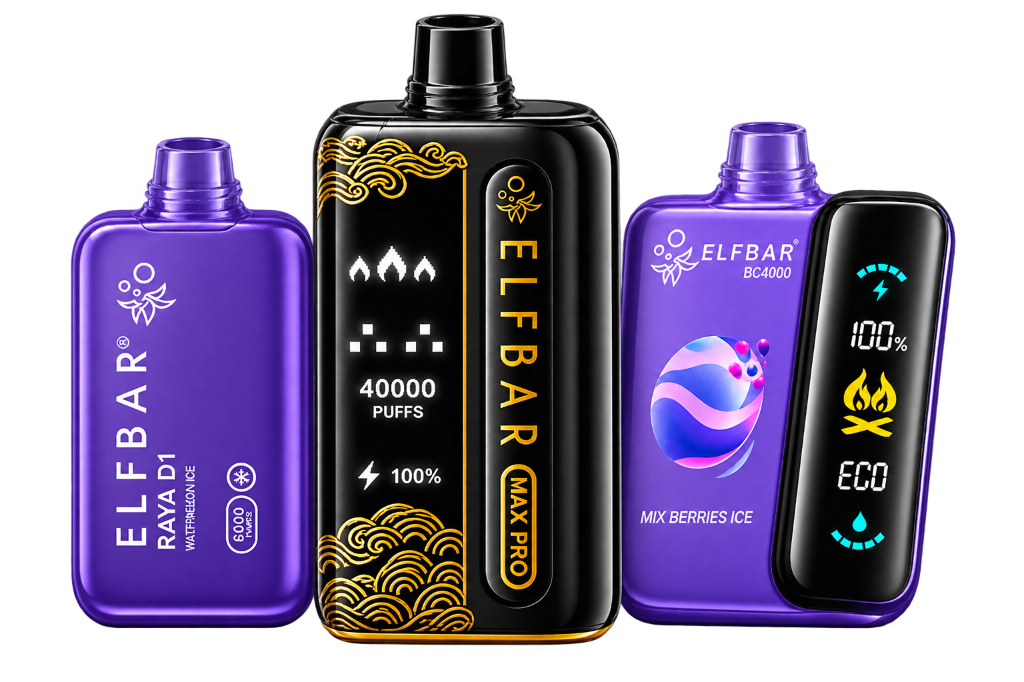 ELFBAR®
RAYA D1
6000
ELFBAR
MAX PRO
40000
PUFFS
100%
ELFBAR®
BC4000
MIX BERRIES ICE
100%
ECO